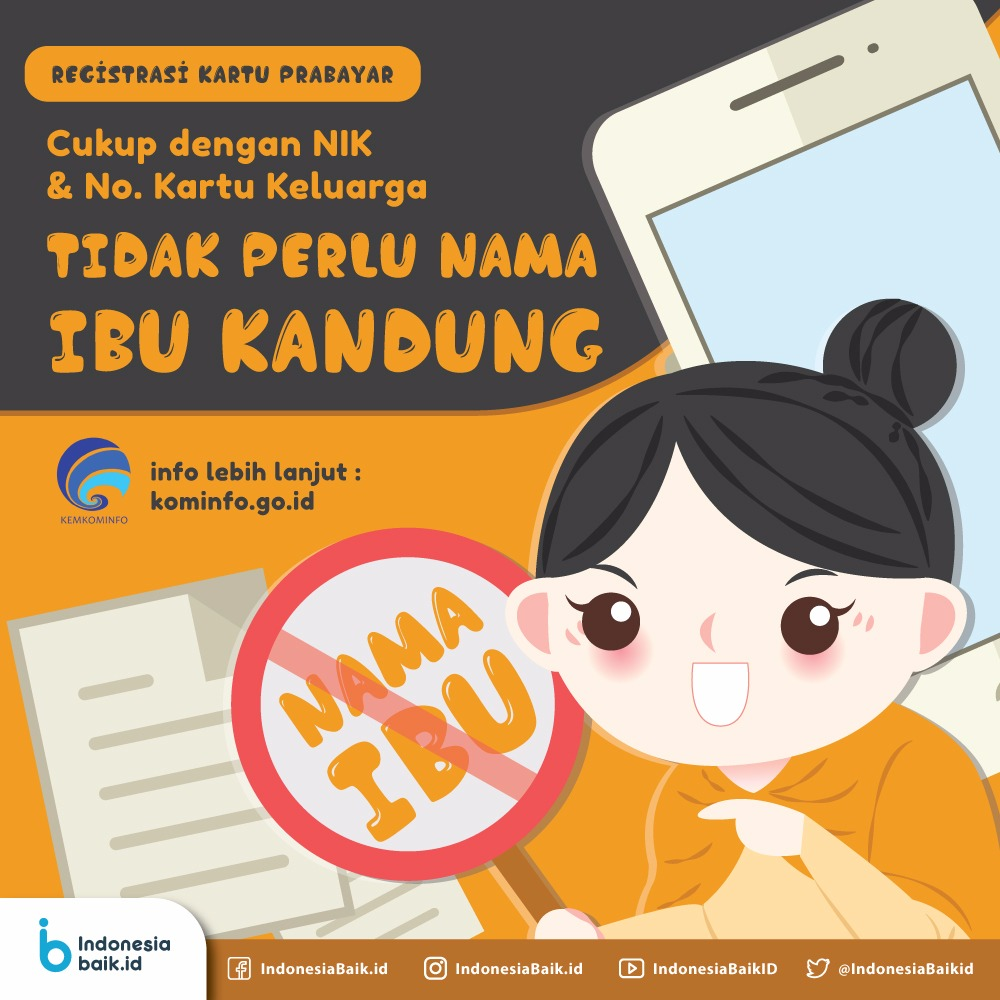 REGISTRASI KARTU PRABAYAR
Cukup dengan NIK
& No. Kartu Keluarga
TIDAK PERLU NAMA
IBU KANDUNG
KEMKOMINFO
info lebih lanjut :
kominfo.go.id
NAMA
IBU
Indonesia
baik.id
IndonesiaBaik.id
IndonesiaBaik.id
IndonesiaBaikID
@IndonesiaBaikid